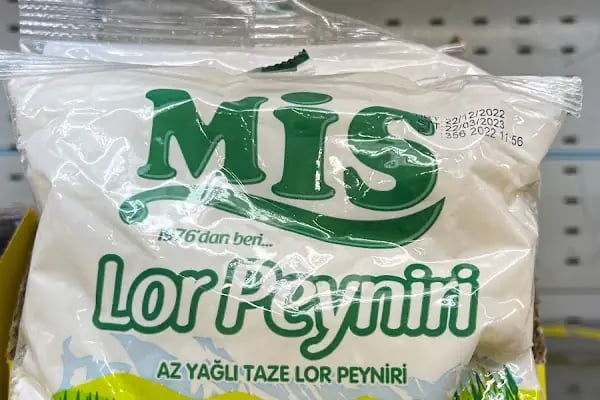 MİS
22/12/2022
22/03/2023
356 2022 11:56
1976'dan beri...
Lor Peyniri
AZ YAĞLI TAZE LOR PEYNİRİ